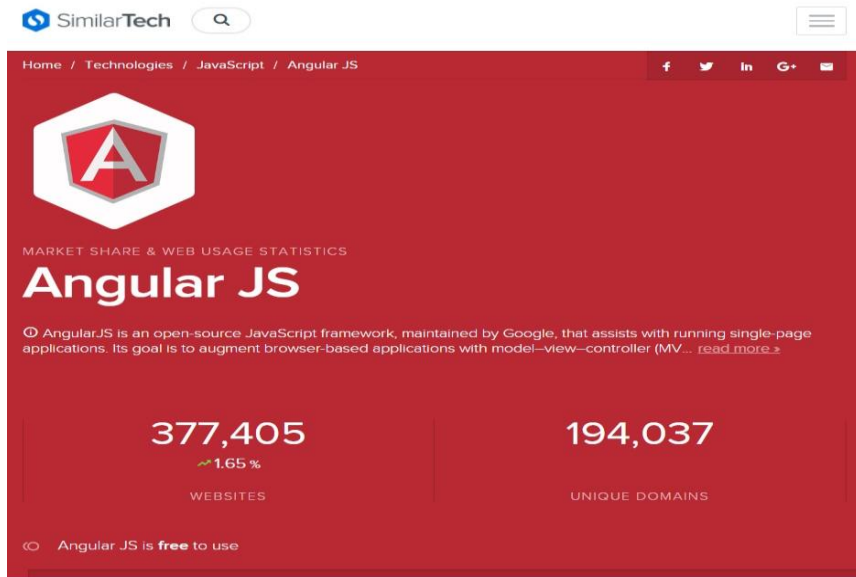 SimilarTech
Home / Technologies / JavaScript / Angular JS
f in G+
A
MARKET SHARE & WEB USAGE STATISTICS
Angular JS
AngularJS is an open-source JavaScript framework, maintained by Google, that assists with running single-page
applications. Its goal is to augment browser-based applications with model–view–controller (MV... read more »
377,405 194,037
1.65 %
WEBSITES UNIQUE DOMAINS
Angular JS is free to use